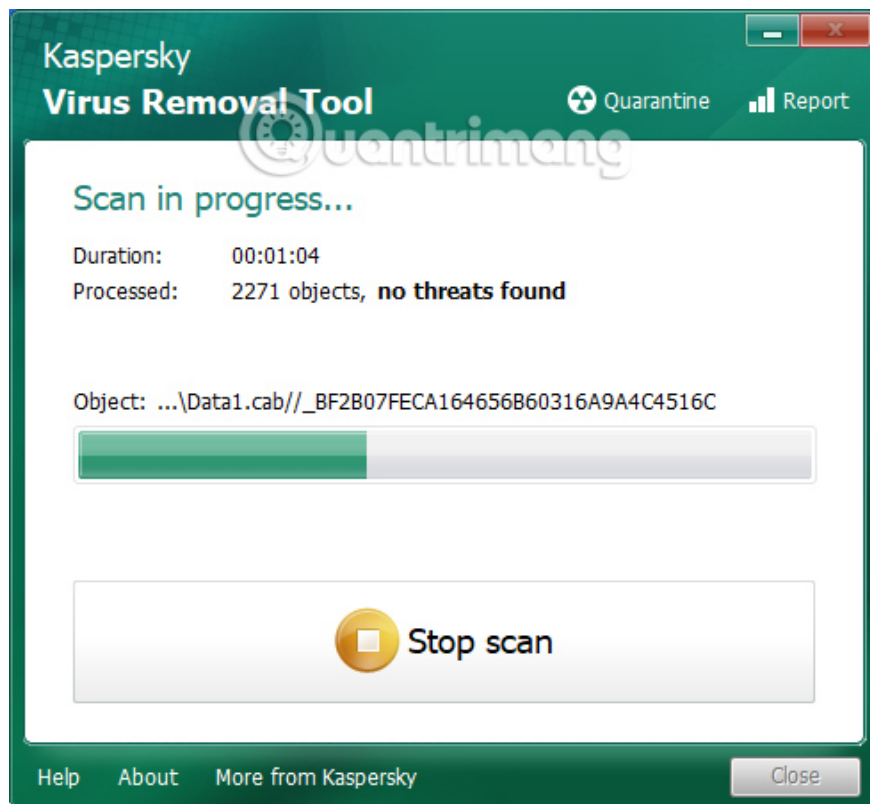 Kaspersky
Virus Removal Tool
Quarantine
Report
Quantrimang
Scan in progress...
Duration: 00:01:04
Processed: 2271 objects, no threats found
Object: ...\Data1.cab//_BF2B07FECA164656B60316A9A4C4516C
Stop scan
Help About More from Kaspersky Close